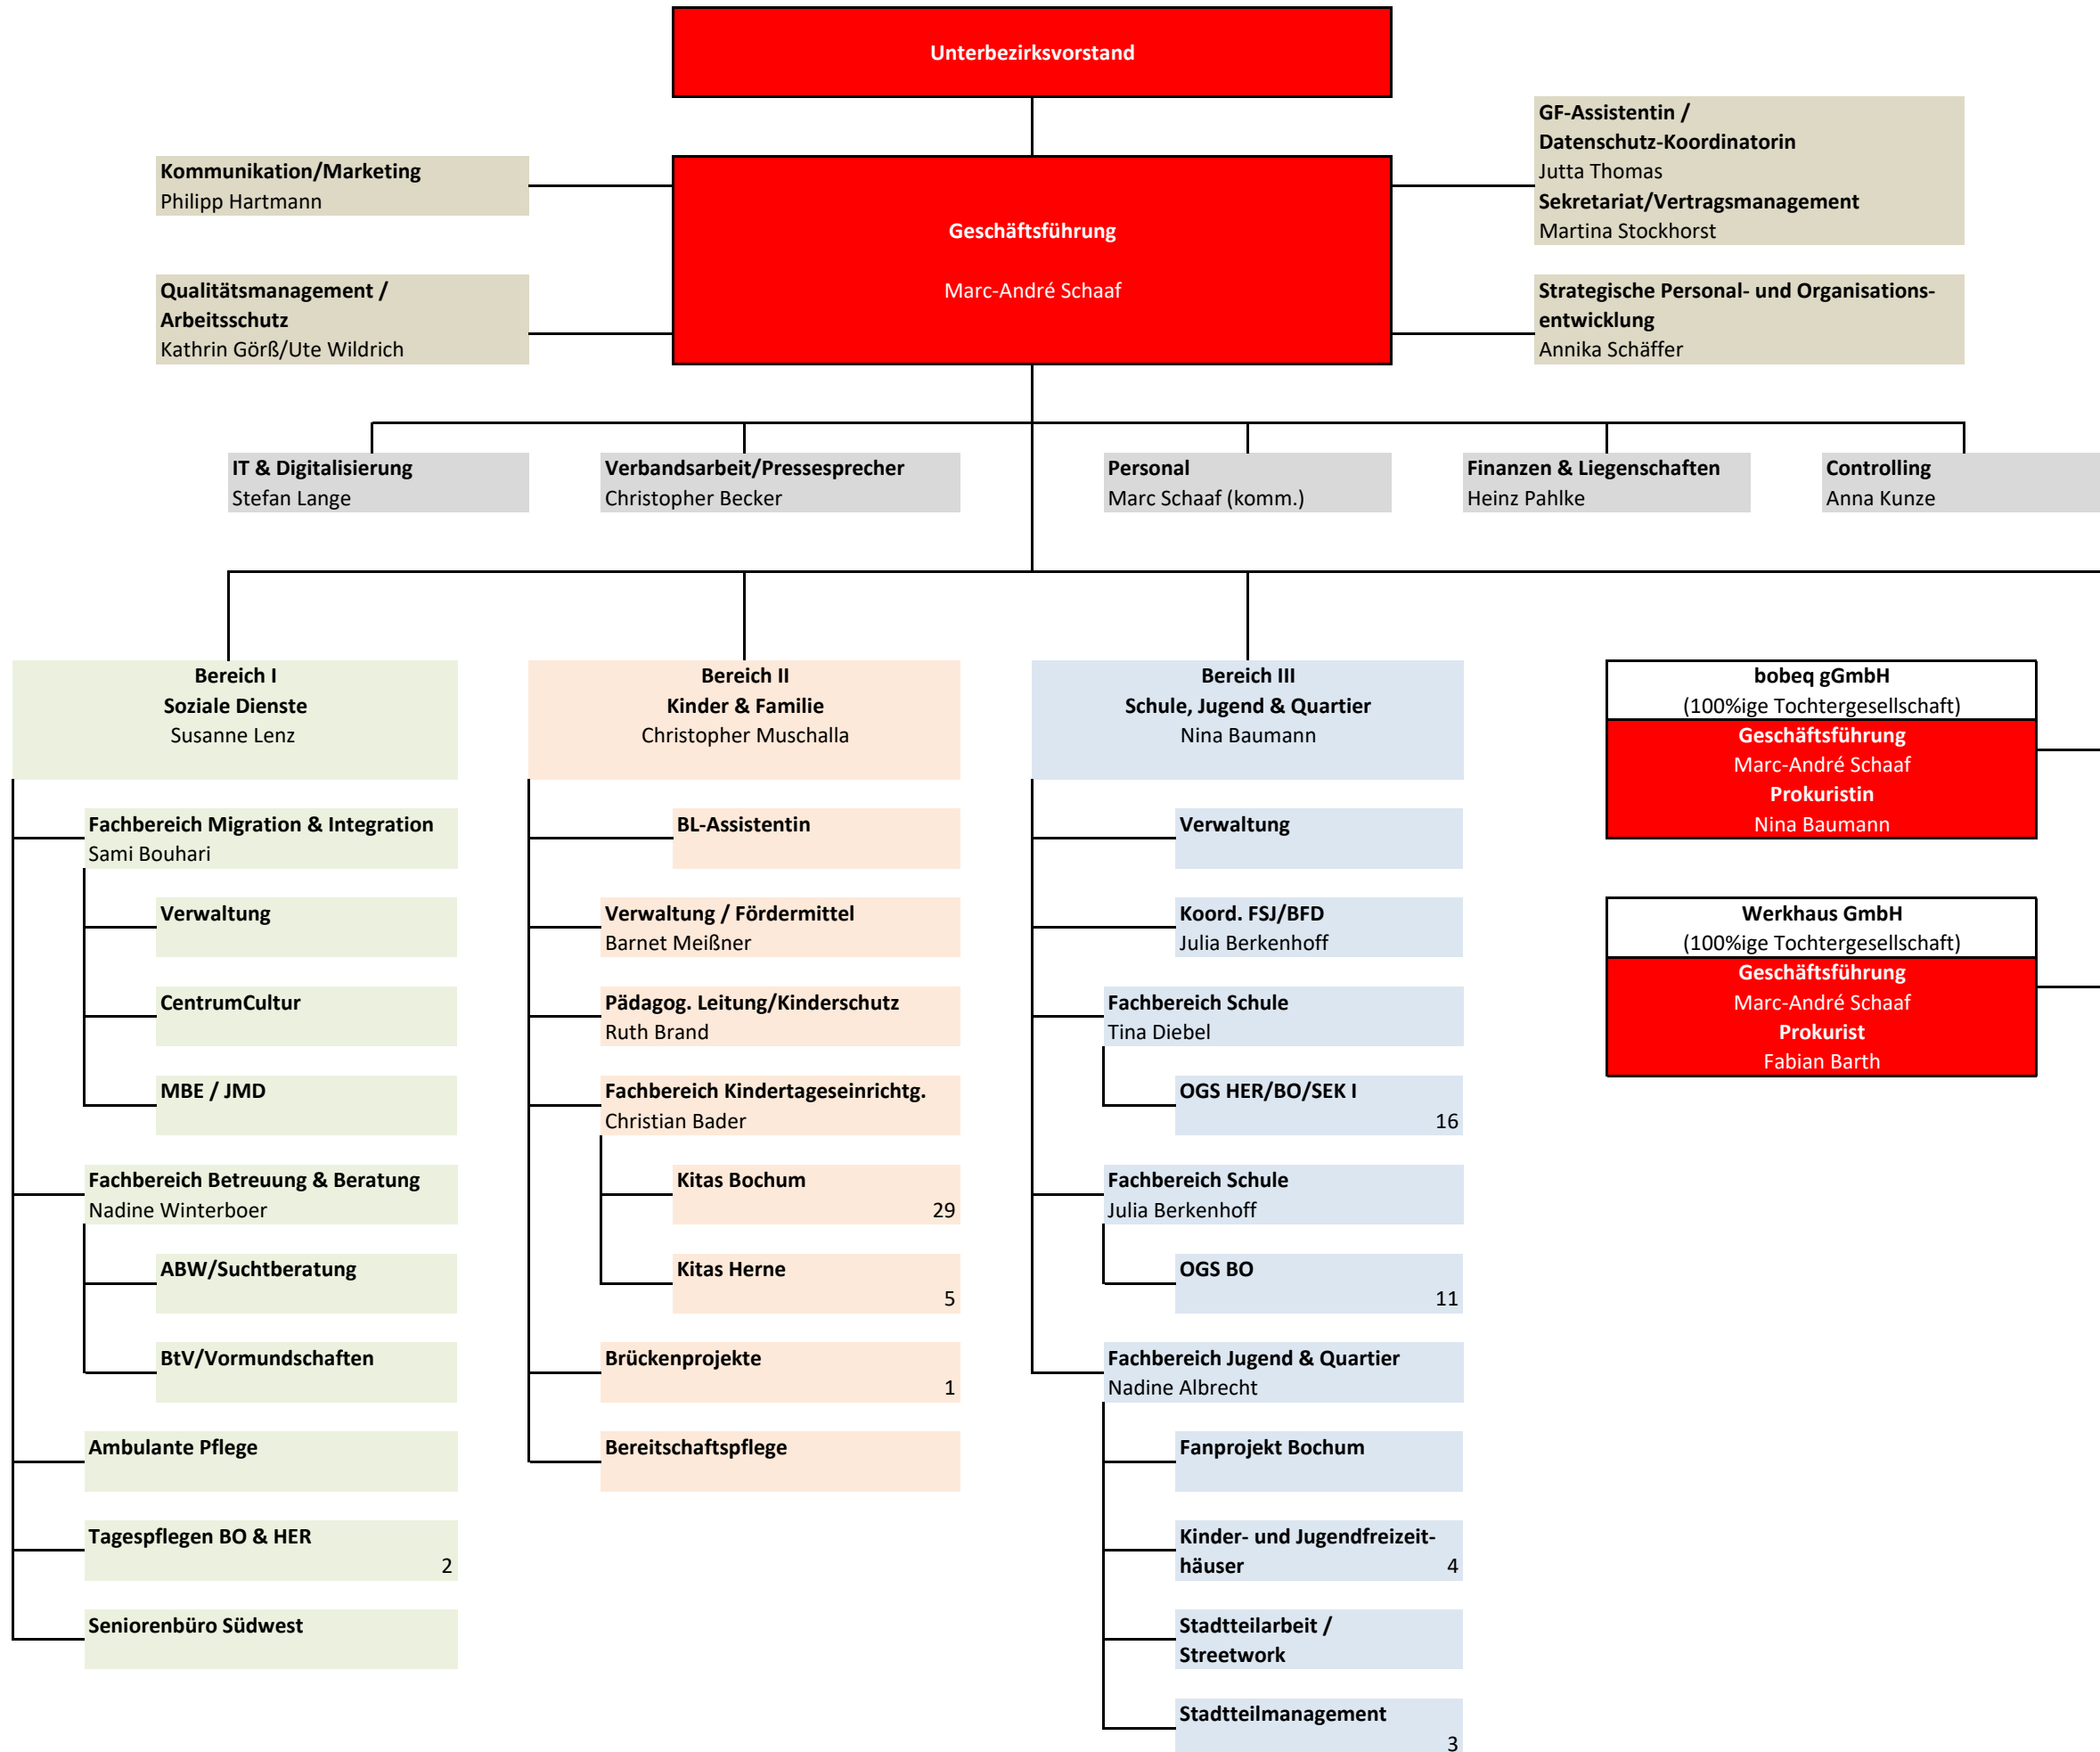 Unterbezirksvorstand
GF-Assistentin /
Datenschutz-Koordinatorin
Jutta Thomas
Sekretariat/Vertragsmanagement
Martina Stockhorst
Kommunikation/Marketing
Philipp Hartmann
Geschäftsführung
Marc-André Schaaf
Qualitätsmanagement /
Arbeitsschutz
Kathrin Görß/Ute Wildrich
Strategische Personal- und Organisations-
entwicklung
Annika Schäffer
IT & Digitalisierung
Stefan Lange
Verbandsarbeit/Pressesprecher
Christopher Becker
Personal
Marc Schaaf (komm.)
Finanzen & Liegenschaften
Heinz Pahlke
Controlling
Anna Kunze
Bereich I
Soziale Dienste
Susanne Lenz
Fachbereich Migration & Integration
Sami Bouhari
Verwaltung
CentrumCultur
MBE / JMD
Fachbereich Betreuung & Beratung
Nadine Winterboer
ABW/Suchtberatung
BtV/Vormundschaften
Ambulante Pflege
Tagespflegen BO & HER
2
Seniorenbüro Südwest
Bereich II
Kinder & Familie
Christopher Muschalla
BL-Assistentin
Verwaltung / Fördermittel
Barnet Meißner
Pädagog. Leitung/Kinderschutz
Ruth Brand
Fachbereich Kindertageseinrichtg.
Christian Bader
Kitas Bochum
29
Kitas Herne
5
Brückenprojekte
1
Bereitschaftspflege
Bereich III
Schule, Jugend & Quartier
Nina Baumann
Verwaltung
Koord. FSJ/BFD
Julia Berkenhoff
Fachbereich Schule
Tina Diebel
OGS HER/BO/SEK I
16
Fachbereich Schule
Julia Berkenhoff
OGS BO
11
Fachbereich Jugend & Quartier
Nadine Albrecht
Fanprojekt Bochum
Kinder- und Jugendfreizeit-
häuser 4
Stadtteilarbeit /
Streetwork
Stadtteilmanagement
3
bobeq gGmbH
(100%ige Tochtergesellschaft)
Geschäftsführung
Marc-André Schaaf
Prokuristin
Nina Baumann
Werkhaus GmbH
(100%ige Tochtergesellschaft)
Geschäftsführung
Marc-André Schaaf
Prokurist
Fabian Barth